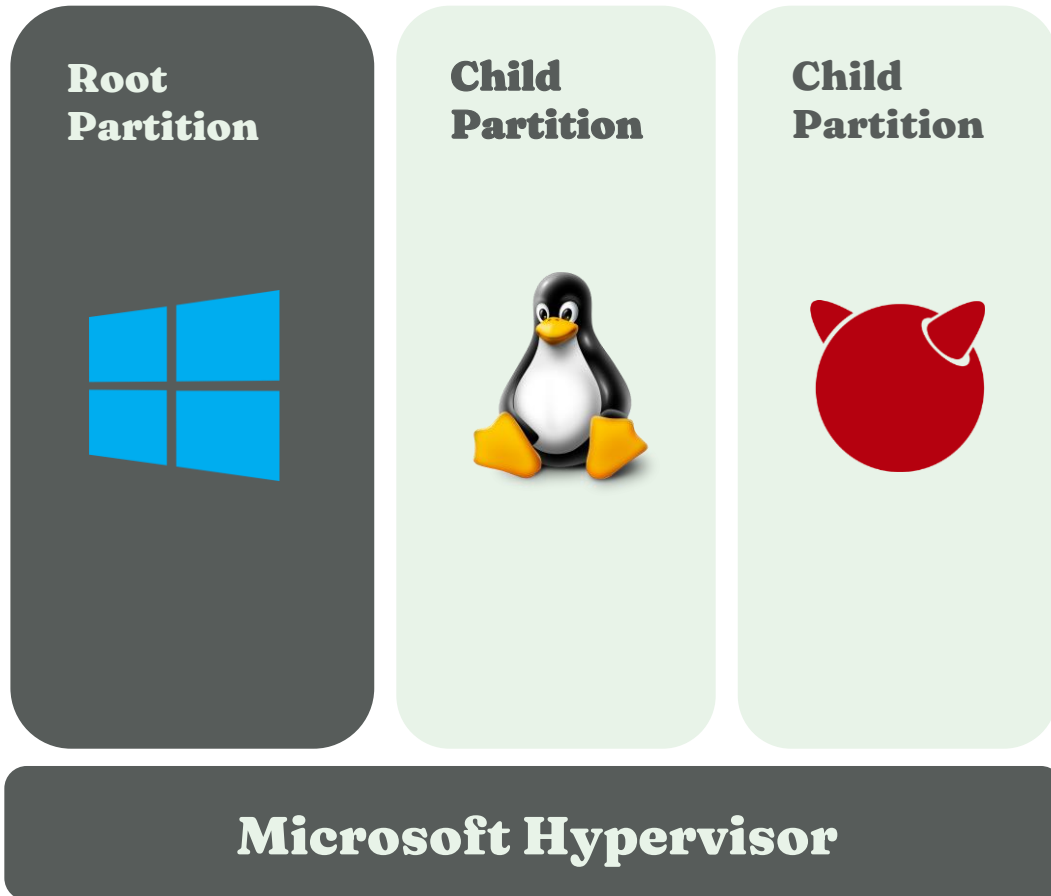 Root
Partition
Child
Partition
Child
Partition
Microsoft Hypervisor